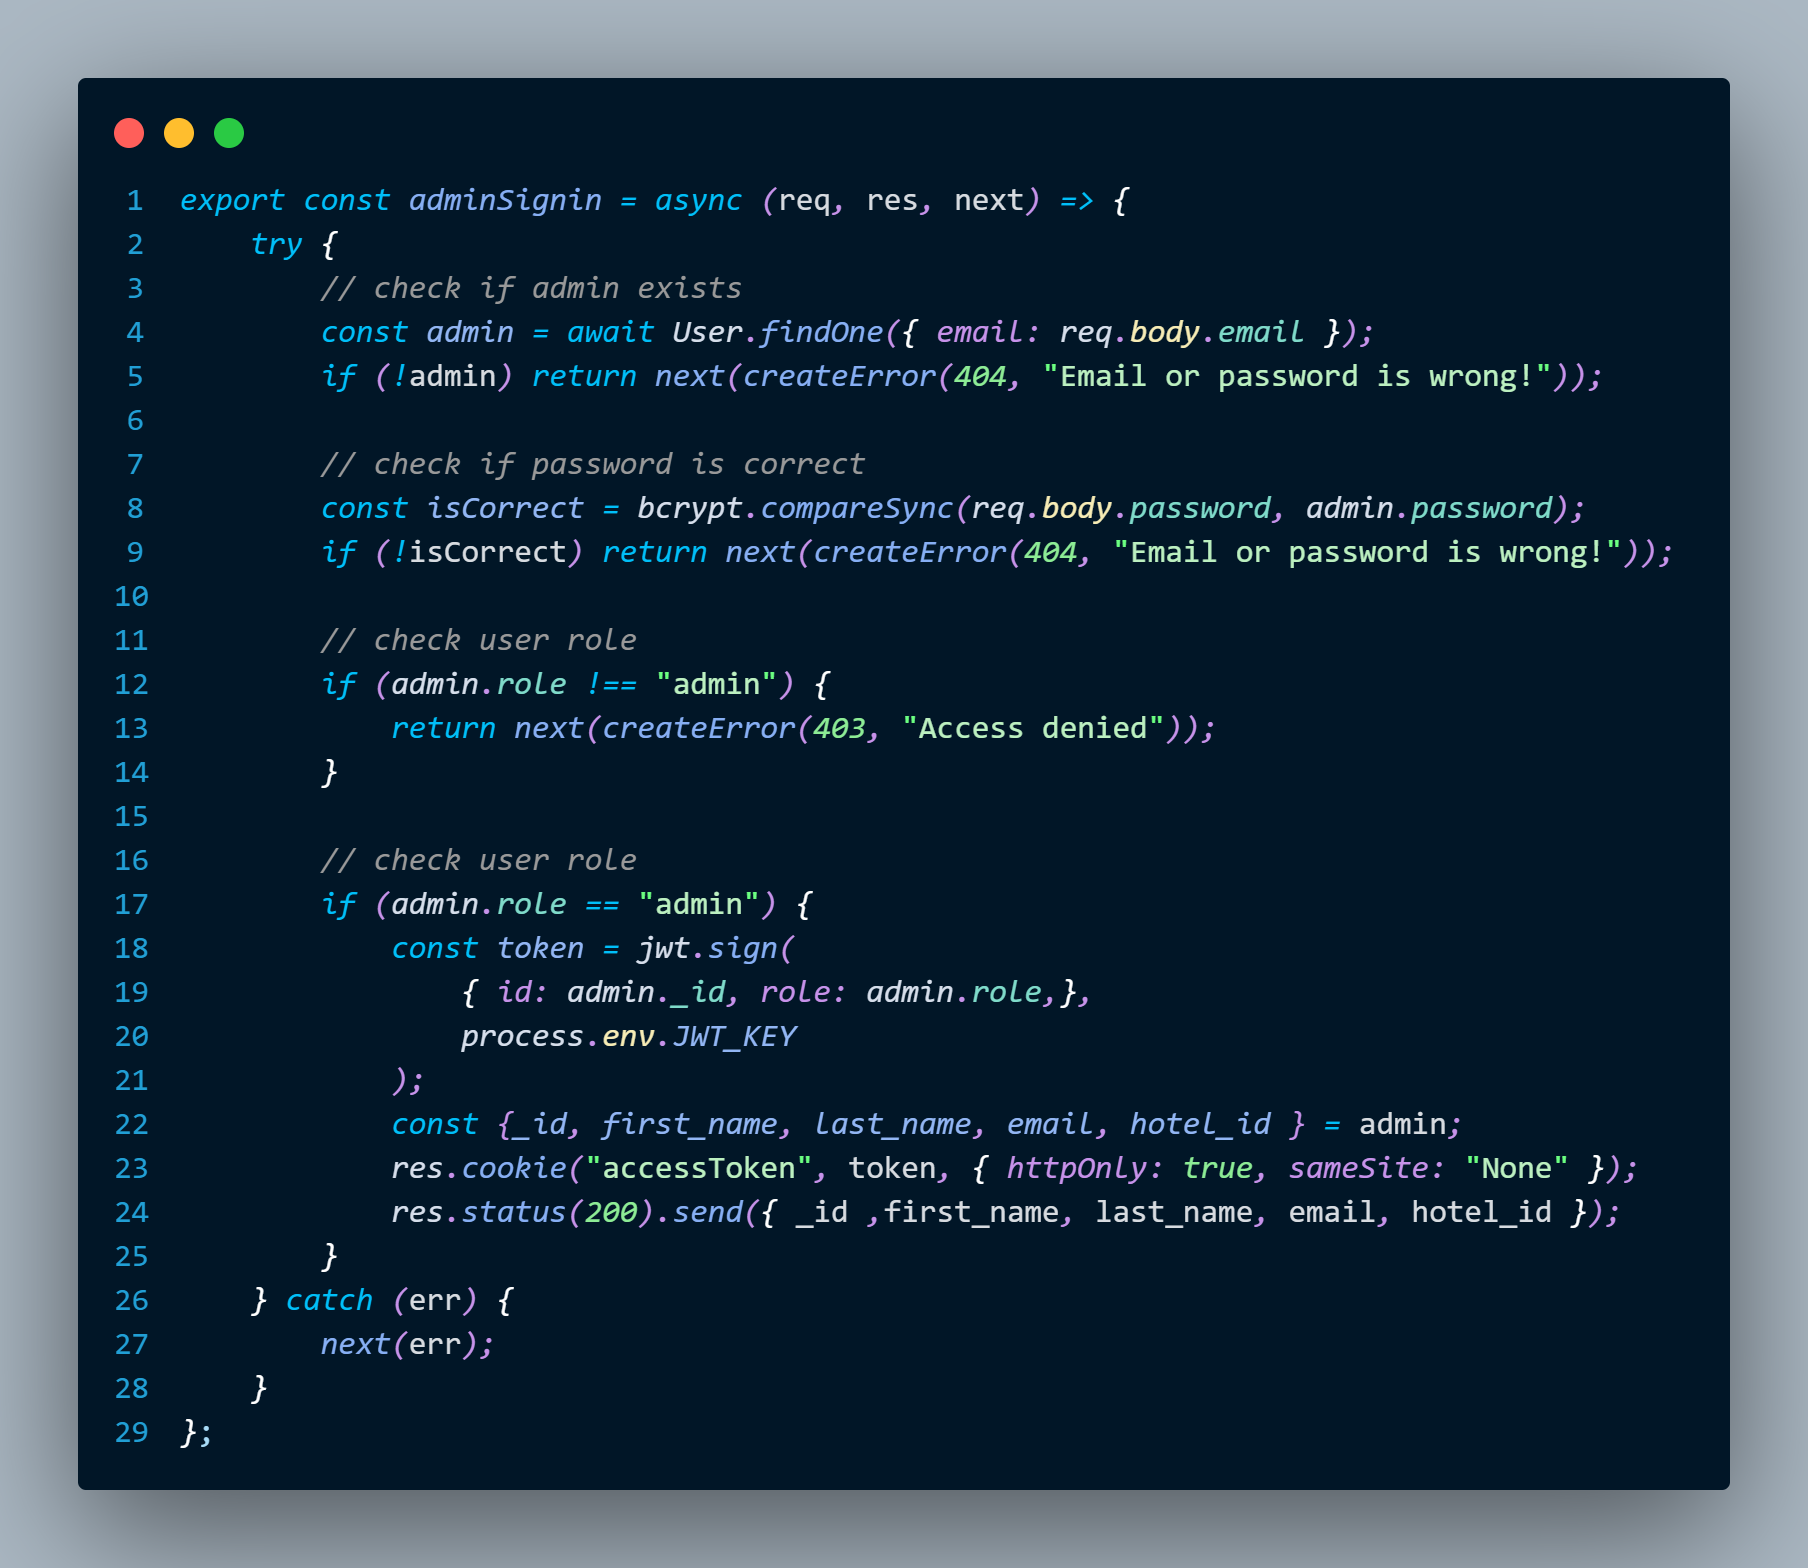 1 export const adminSignin = async (req, res, next) => {
2 try {
3 // check if admin exists
4 const admin = await User.findOne({ email: req.body.email });
5 if (!admin) return next(createError(404, "Email or password is wrong!"));
6
7 // check if password is correct
8 const isCorrect = bcrypt.compareSync(req.body.password, admin.password);
9 if (!isCorrect) return next(createError(404, "Email or password is wrong!"));
10
11 // check user role
12 if (admin.role !== "admin") {
13 return next(createError(403, "Access denied"));
14 }
15
16 // check user role
17 if (admin.role == "admin") {
18 const token = jwt.sign(
19 { id: admin._id, role: admin.role,},
20 process.env.JWT_KEY
21 );
22 const {_id, first_name, last_name, email, hotel_id } = admin;
23 res.cookie("accessToken", token, { httpOnly: true, sameSite: "None" });
24 res.status(200).send({ _id ,first_name, last_name, email, hotel_id });
25 }
26 } catch (err) {
27 next(err);
28 }
29 };